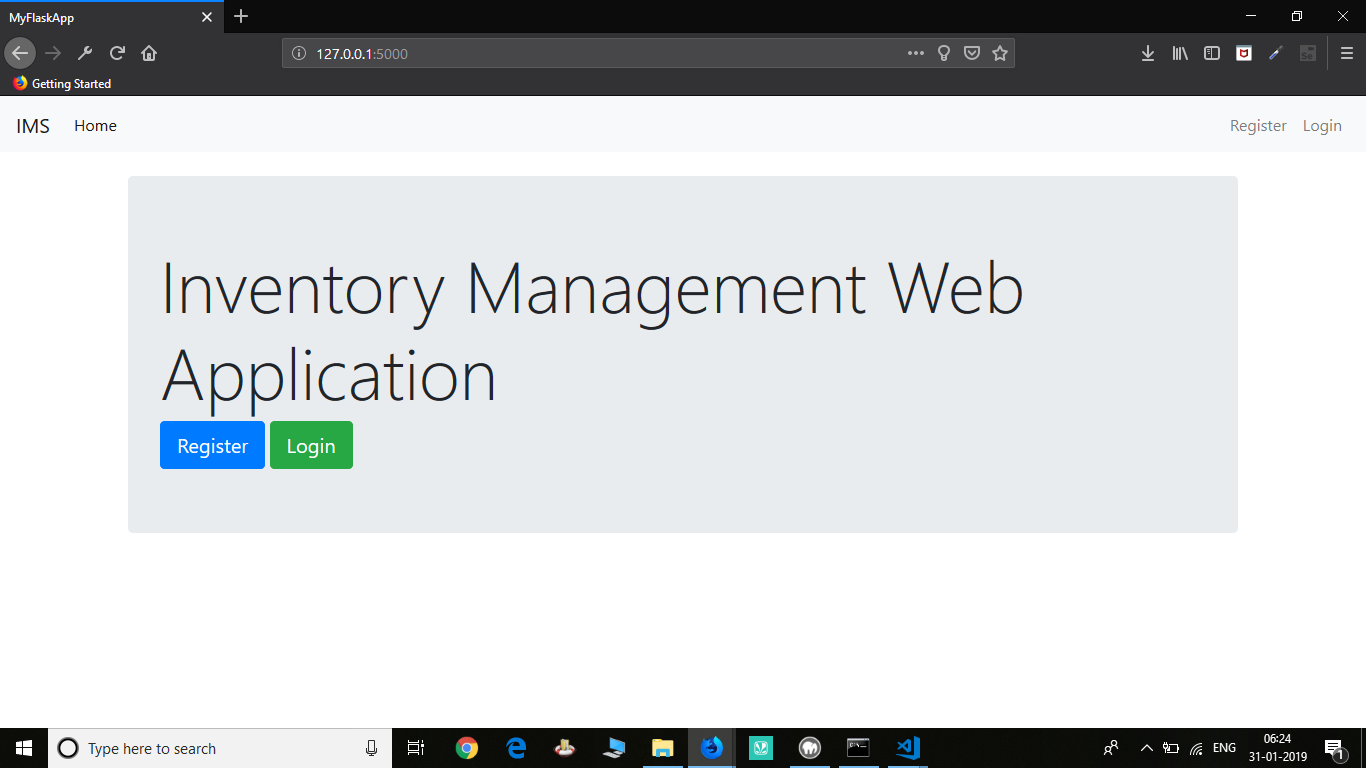 MyFlaskApp
127.0.0.1:5000
Getting Started
IMS Home Register Login
Inventory Management Web
Application
Register Login
Type here to search
ENG
06:24
31-01-2019
1